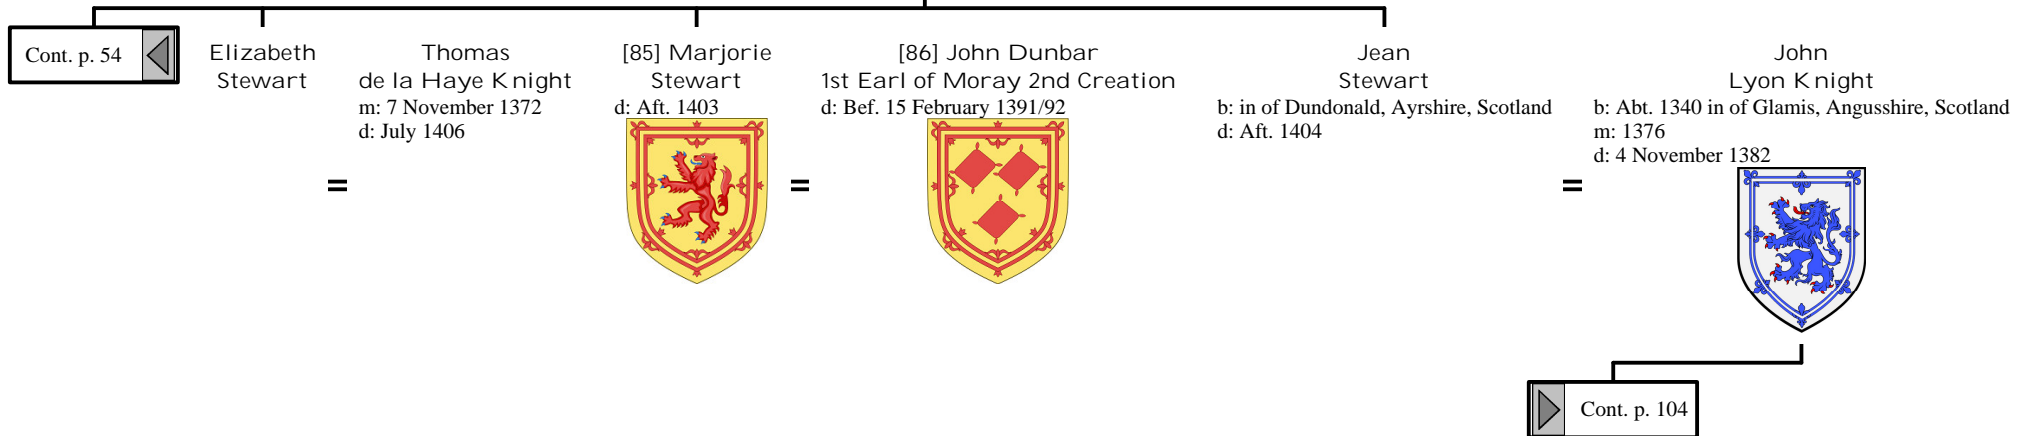 Cont. p. 54
Elizabeth
Stewart
Thomas
de la Haye Knight
m: 7 November 1372
d: July 1406
[85] Marjorie
Stewart
d: Aft. 1403
[86] John Dunbar
1st Earl of Moray 2nd Creation
d: Bef. 15 February 1391/92
Jean
Stewart
b: in of Dundonald, Ayrshire, Scotland
d: Aft. 1404
John
Lyon Knight
b: Abt. 1340 in of Glamis, Angusshire, Scotland
m: 1376
d: 4 November 1382
=
=
=
Cont. p. 104